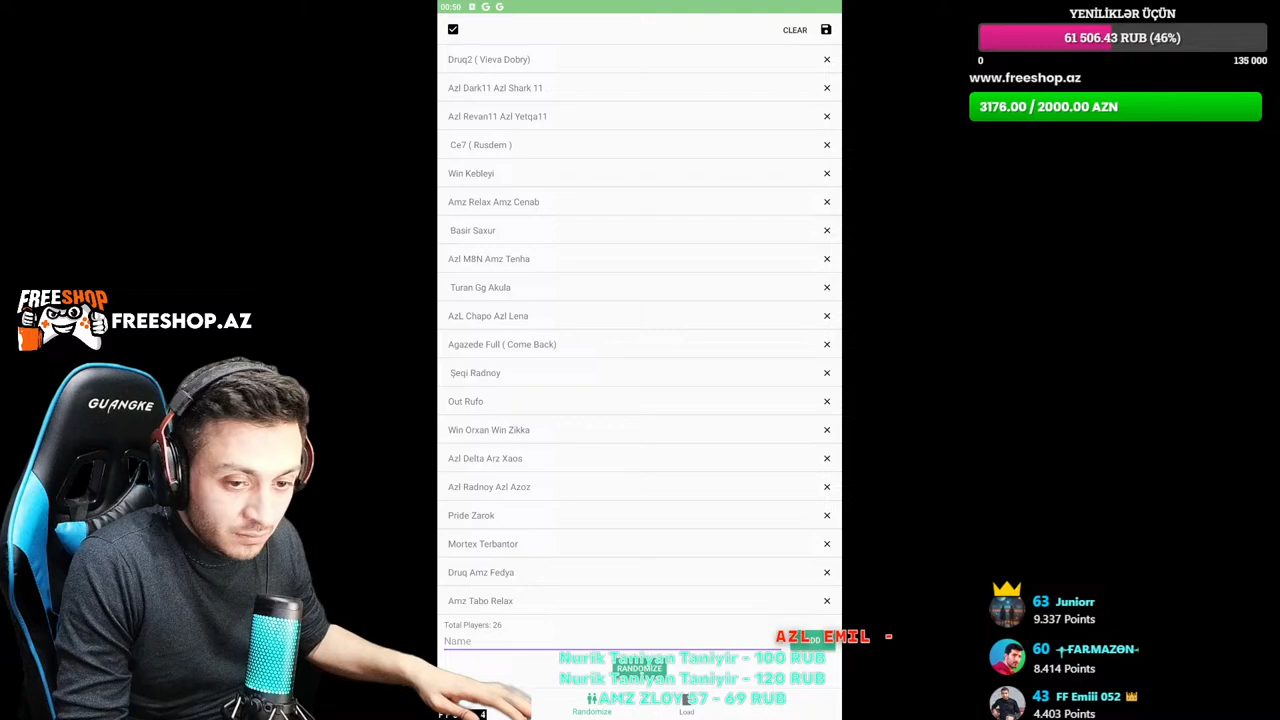 00:50
CLEAR
Druq2 ( Vieva Dobry)
Azl Dark11 Azl Shark 11
Azl Revan11 Azl Yetqa11
Ce7 ( Rusdem )
Win Kebleyi
Amz Relax Amz Cenab
Basir Saxur
Azl M8N Amz Tenha
Turan Gg Akula
AzL Chapo Azl Lena
Agazede Full ( Come Back)
Şeqi Radnoy
Out Rufo
Win Orxan Win Zikka
Azl Delta Arz Xaos
Azl Radnoy Azl Azoz
Pride Zarok
Mortex Terbantor
Druq Amz Fedya
Amz Tabo Relax
Total Players: 26
Name
AZL EMIL -
Nurik Taniyan Taniyir - 100 RUB
RANDOMIZE
Nurik Taniyan Taniyir - 120 RUB
AMZ ZLOY 57 - 69 RUB
Randomize
Load
YENİLİKLƏR ÜÇÜN
61 506.43 RUB (46%)
0
135 000
www.freeshop.az
3176.00 / 2000.00 AZN
FREESHOP
FREESHOP.AZ
GUANGKE
63 Juniorr
9.337 Points
60 FARMAZƏN
8.414 Points
43 FF Emiii 052
4.403 Points